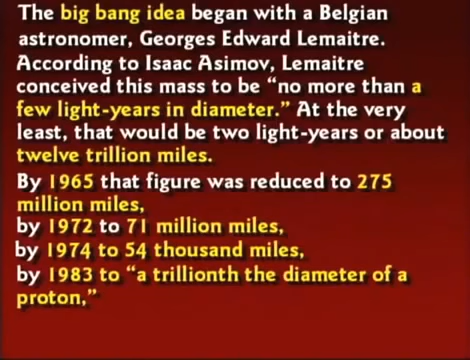 The big bang idea began with a Belgian
astronomer, Georges Edward Lemaitre.
According to Isaac Asimov, Lemaitre
conceived this mass to be “no more than a
few light-years in diameter.” At the very
least, that would be two light-years or about
twelve trillion miles.
By 1965 that figure was reduced to 275
million miles,
by 1972 to 71 million miles,
by 1974 to 54 thousand miles,
by 1983 to “a trillionth the diameter of a
proton,”